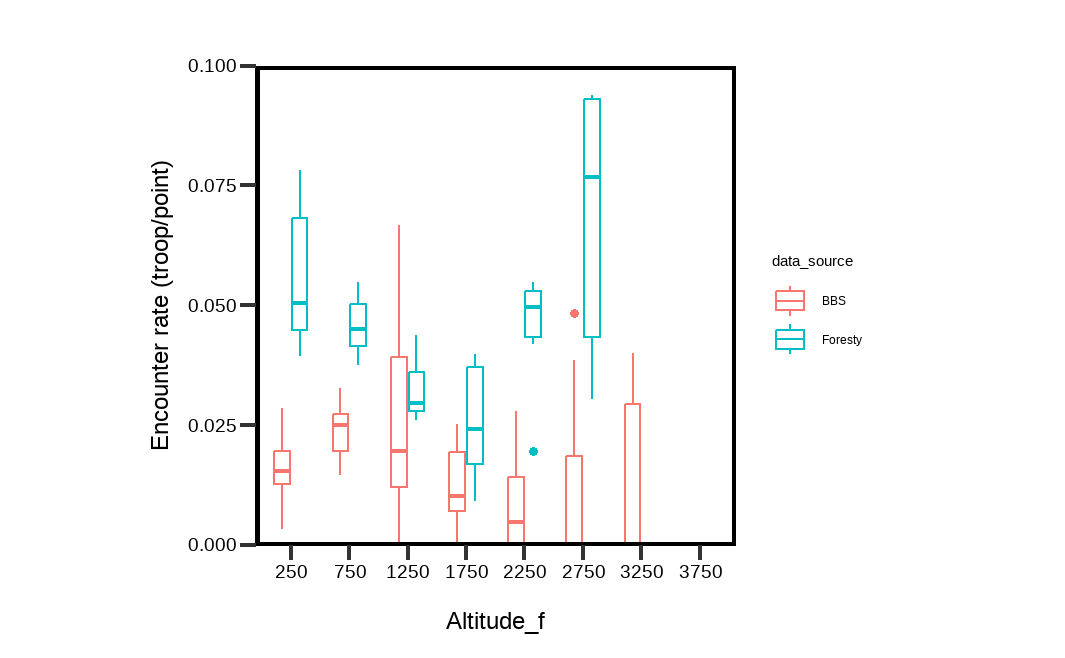 0.100
0.075
0.050
0.025
0.000
Encounter rate (troop/point)
250 750 1250 1750 2250 2750 3250 3750
Altitude_f
data_source
BBS
Foresty